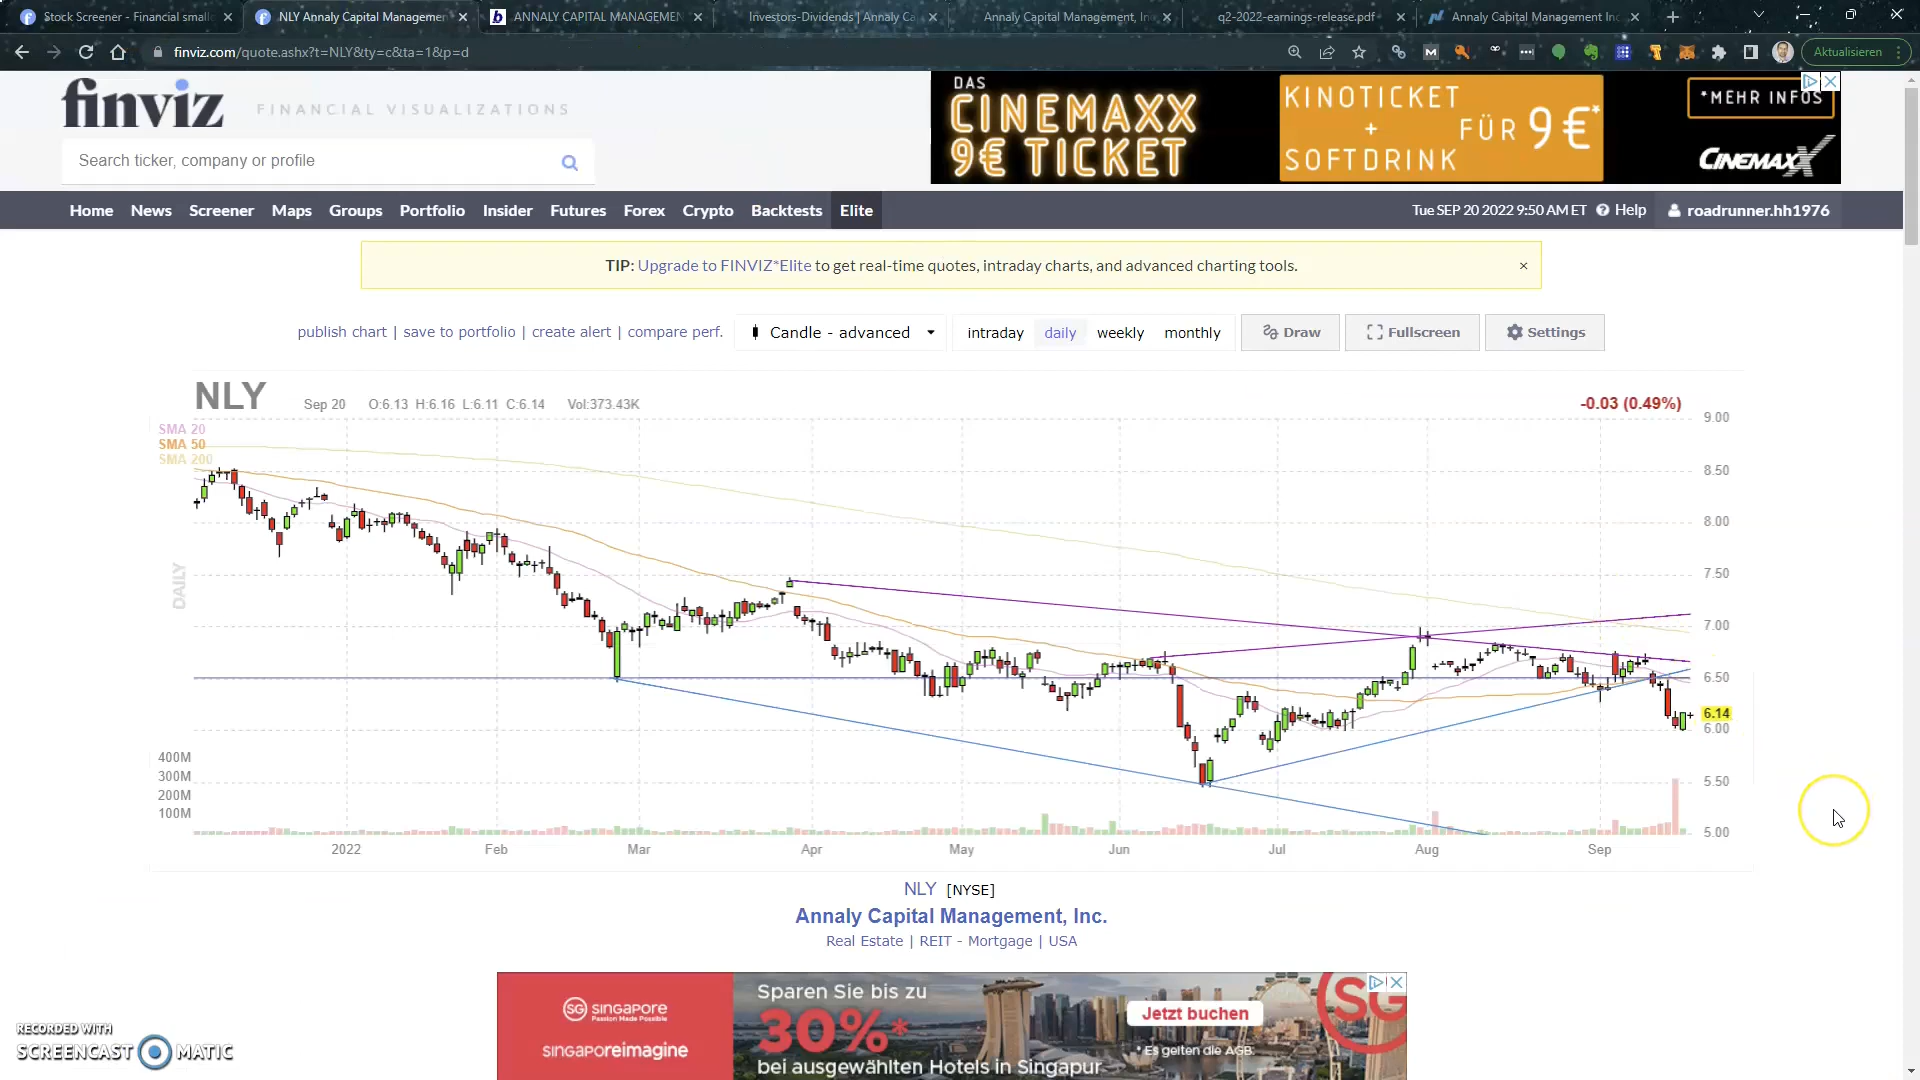 Stock Screener - Financial small
NLY Annaly Capital Managemen
ANNALY CAPITAL MANAGEMEN
Investors-Dividends | Annaly Ca
Annaly Capital Management, In
q2-2022-earnings-release.pdf
Annaly Capital Management Inc
finviz.com/quote.ashx?t=NLY&ty=c&ta=1&p=d
Aktualisieren
finviz
FINANCIAL VISUALIZATIONS
Search ticker, company or profile
DAS
CINEMAXX
9€ TICKET
KINOTICKET
+
SOFTDRINK
FÜR 9€*
*MEHR INFOS
CINEMAXX
Home News Screener Maps Groups Portfolio Insider Futures Forex Crypto Backtests Elite
Tue SEP 20 2022 9:50 AM ET Help roadrunner.hh1976
TIP: Upgrade to FINVIZ*Elite to get real-time quotes, intraday charts, and advanced charting tools. ×
publish chart | save to portfolio | create alert | compare perf.
Candle - advanced
intraday daily weekly monthly
Draw
Fullscreen
Settings
NLY Sep 20 O:6.13 H:6.16 L:6.11 C:6.14 Vol:373.43K
-0.03 (0.49%)
SMA 20
SMA 50
SMA 200
DAILY
9.00
8.50
8.00
7.50
7.00
6.50
6.14
6.00
5.50
5.00
400M
300M
200M
100M
2022 Feb Mar Apr May Jun Jul Aug Sep
NLY [NYSE]
Annaly Capital Management, Inc.
Real Estate | REIT - Mortgage | USA
SG SINGAPORE
Passion Made Possible
SINGAPOREIMAGINE
Sparen Sie bis zu
30%*
bei ausgewählten Hotels in Singapur
Jetzt buchen
* Es gelten die AGB.
SG
RECORDED WITH
SCREENCAST MATIC